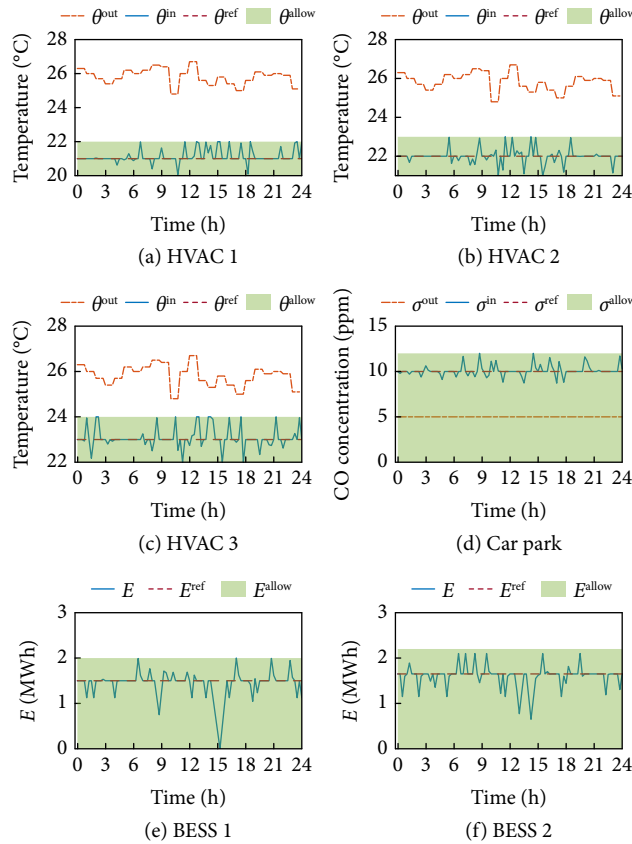 θout θin θref θallow
28
26
24
22
20
Temperature (°C)
0 3 6 9 12 15 18 21 24
Time (h)
(a) HVAC 1
θout θin θref θallow
28
26
24
22
Temperature (°C)
0 3 6 9 12 15 18 21 24
Time (h)
(b) HVAC 2
θout θin θref θallow
28
26
24
22
Temperature (°C)
0 3 6 9 12 15 18 21 24
Time (h)
(c) HVAC 3
σout σin σref σallow
15
10
5
0
CO concentration (ppm)
0 3 6 9 12 15 18 21 24
Time (h)
(d) Car park
E Eref Eallow
3
2
1
0
E (MWh)
0 3 6 9 12 15 18 21 24
Time (h)
(e) BESS 1
E Eref Eallow
3
2
1
0
E (MWh)
0 3 6 9 12 15 18 21 24
Time (h)
(f) BESS 2